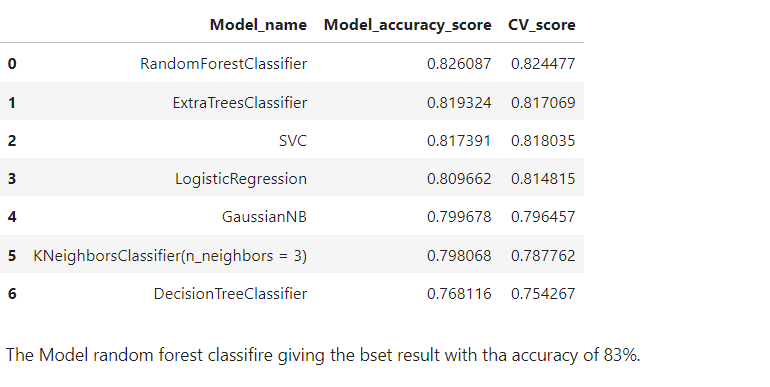 Model_name Model_accuracy_score CV_score
0 RandomForestClassifier 0.826087 0.824477
1 ExtraTreesClassifier 0.819324 0.817069
2 SVC 0.817391 0.818035
3 LogisticRegression 0.809662 0.814815
4 GaussianNB 0.799678 0.796457
5 KNeighborsClassifier(n_neighbors = 3) 0.798068 0.787762
6 DecisionTreeClassifier 0.768116 0.754267
The Model random forest classifire giving the bset result with tha accuracy of 83%.